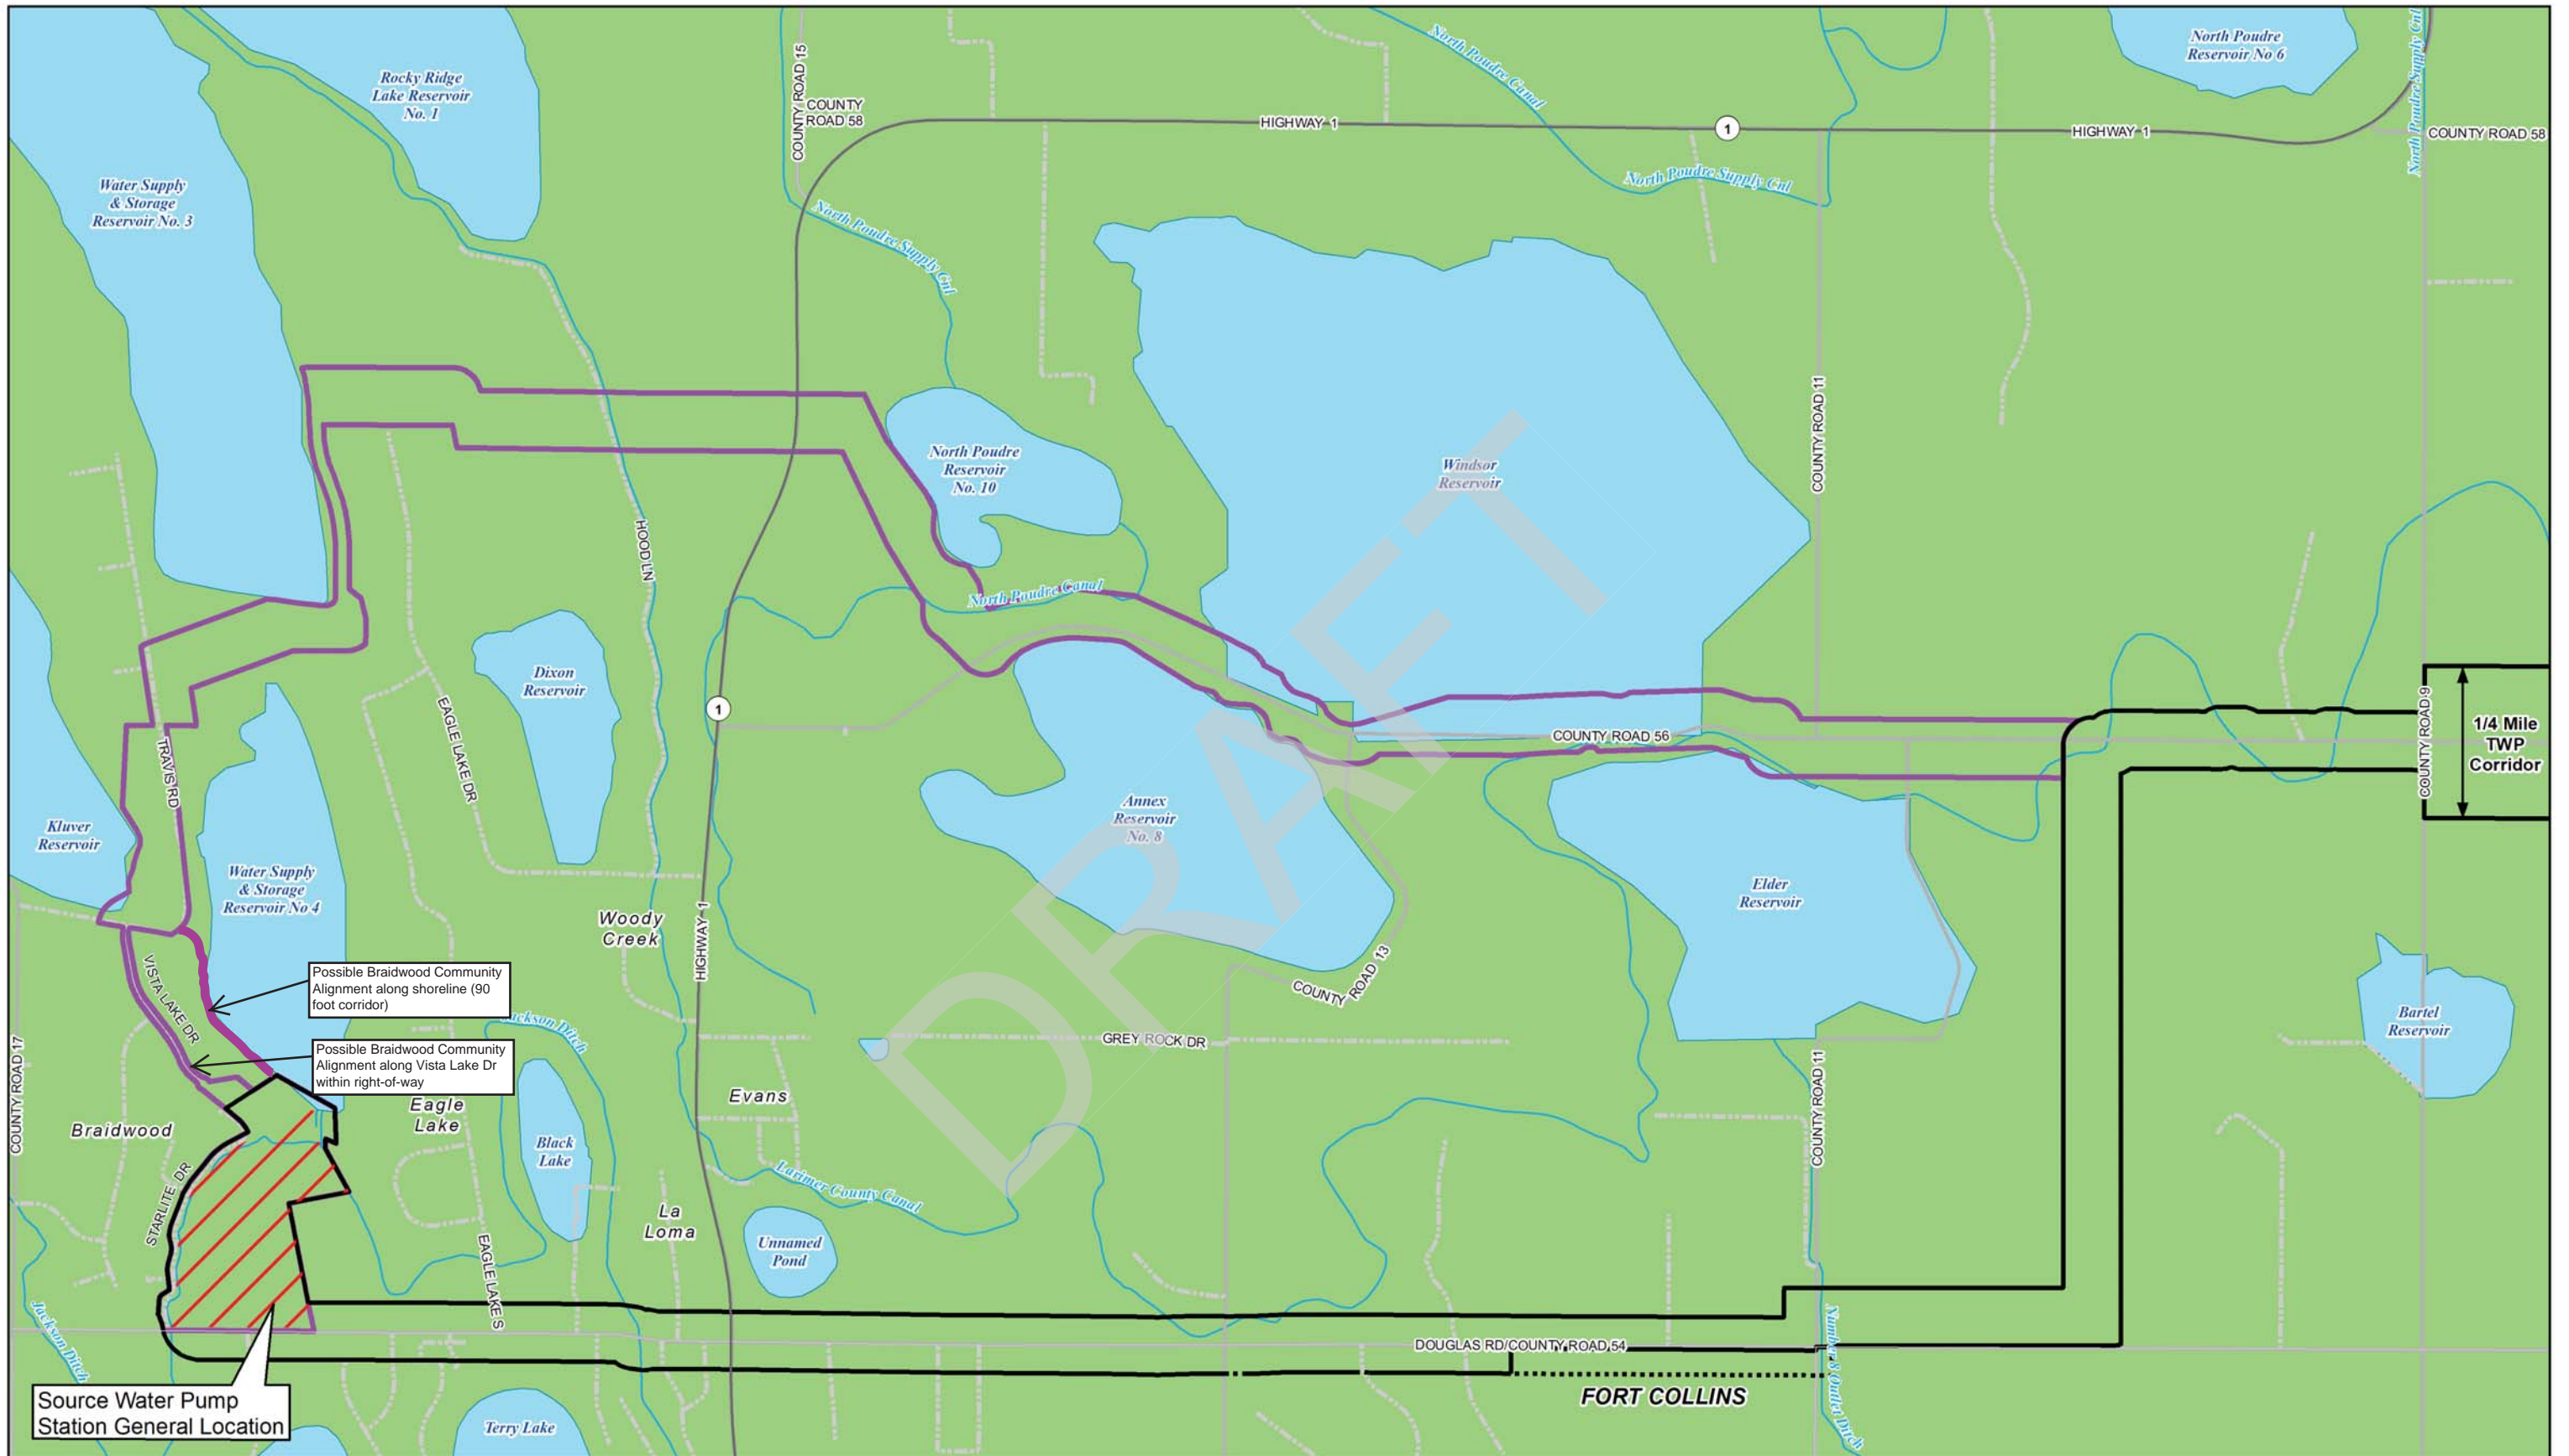 Rocky Ridge
Lake Reservoir
No. 1
COUNTY ROAD 15
COUNTY
ROAD 58
North Poudre Canal
North Poudre
Reservoir No 6
North Poudre Supply Cnl
HIGHWAY 1
1
HIGHWAY 1
COUNTY ROAD 58
Water Supply
& Storage
Reservoir No. 3
North Poudre Supply Cnl
North Poudre Supply Cnl
COUNTY ROAD 11
North Poudre
Reservoir
No. 10
Windsor
Reservoir
HOOD LN
North Poudre Canal
Dixon
Reservoir
EAGLE LAKE DR
1
TRAVIS RD
COUNTY ROAD 56
COUNTY ROAD 9
1/4 Mile
TWP
Corridor
Kluver
Reservoir
Annex
Reservoir
No. 8
Water Supply
& Storage
Reservoir No 4
Elder
Reservoir
Woody
Creek
HIGHWAY 1
DRAFT
VISTA LAKE DR
Possible Braidwood Community
Alignment along shoreline (90
foot corridor)
COUNTY ROAD 13
Bartel
Reservoir
Jackson Ditch
GREY ROCK DR
Possible Braidwood Community
Alignment along Vista Lake Dr
within right-of-way
COUNTY ROAD 17
COUNTY ROAD 11
Eagle
Lake
Evans
Braidwood
Black
Lake
STARLITE DR
Larimer County Canal
La
Loma
Unnamed
Pond
EAGLE LAKE S
Jackson Ditch
DOUGLAS RD/COUNTY ROAD 54
Number 8 Outlet Ditch
FORT COLLINS
Source Water Pump
Station General Location
Terry Lake